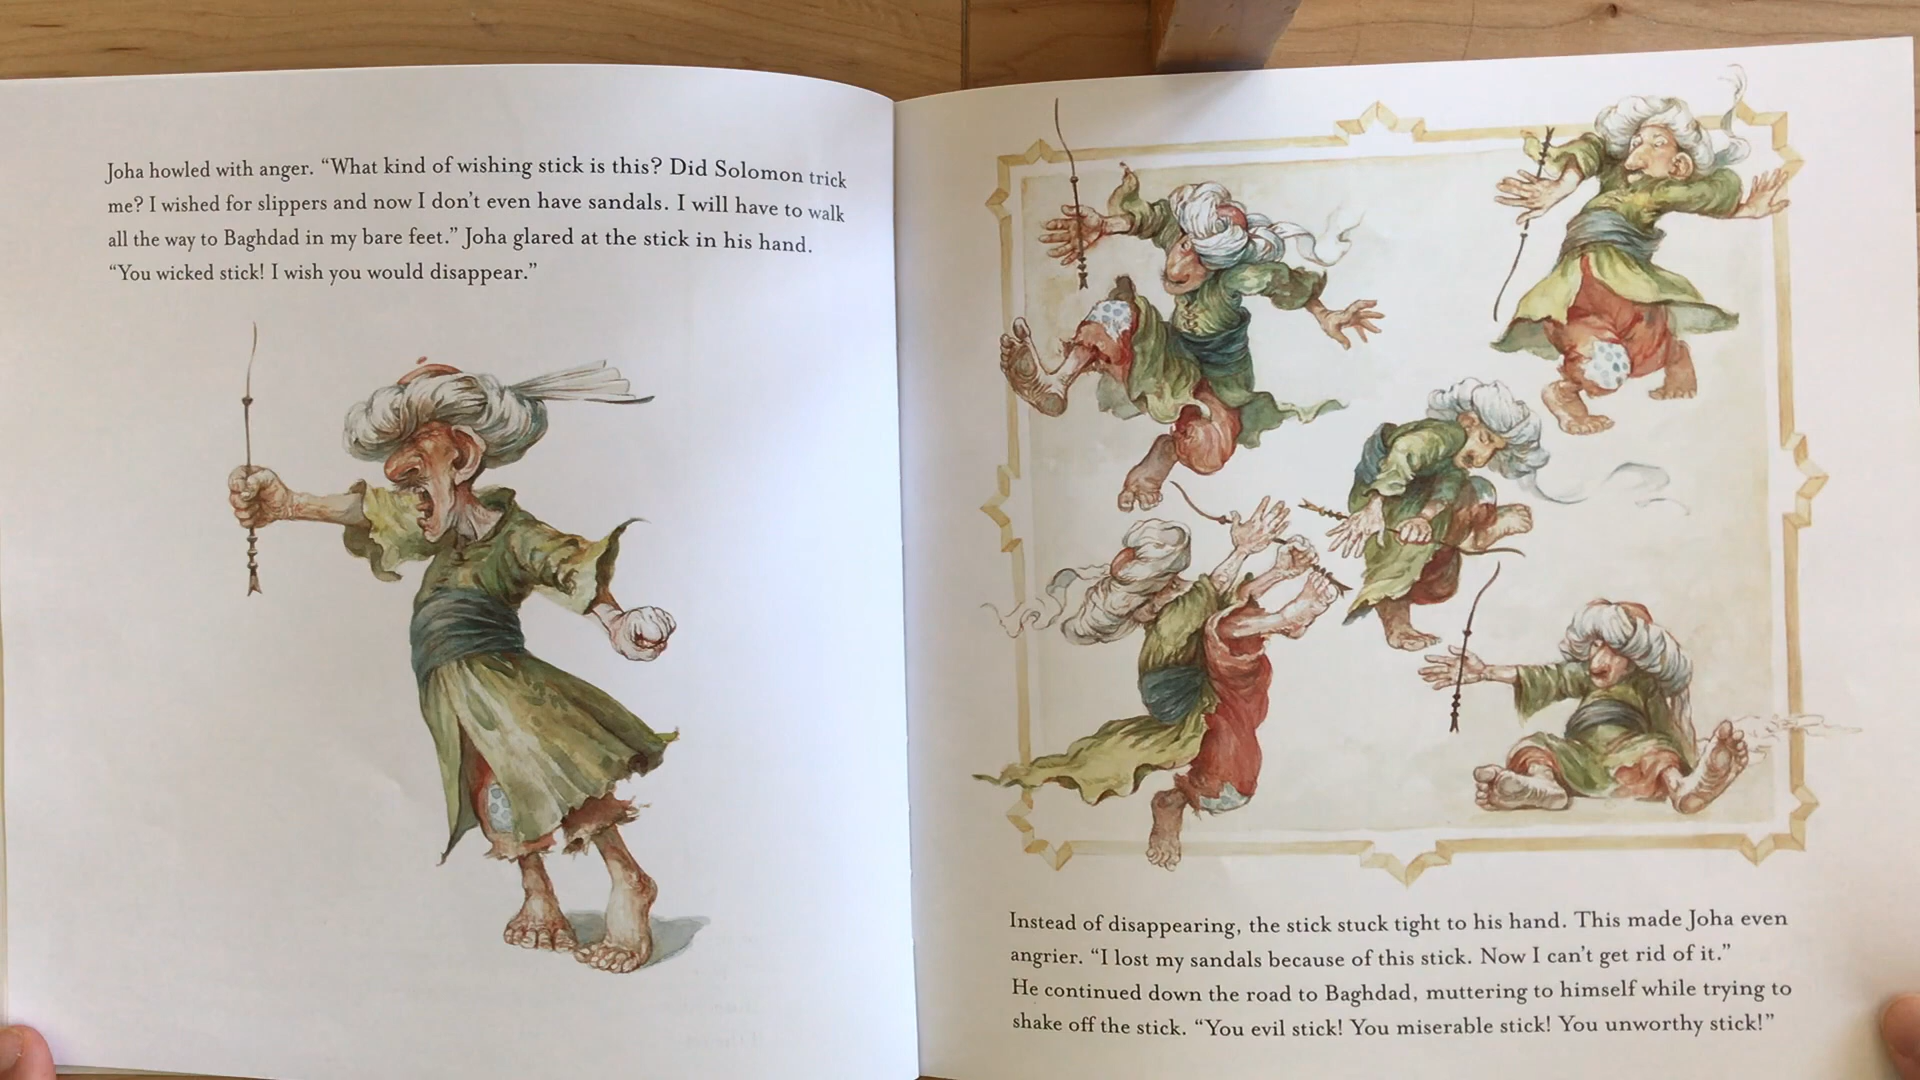 Joha howled with anger. “What kind of wishing stick is this? Did Solomon trick
me? I wished for slippers and now I don’t even have sandals. I will have to walk
all the way to Baghdad in my bare feet.” Joha glared at the stick in his hand.
“You wicked stick! I wish you would disappear.”
Instead of disappearing, the stick stuck tight to his hand. This made Joha even
angrier. “I lost my sandals because of this stick. Now I can’t get rid of it.”
He continued down the road to Baghdad, muttering to himself while trying to
shake off the stick. “You evil stick! You miserable stick! You unworthy stick!”